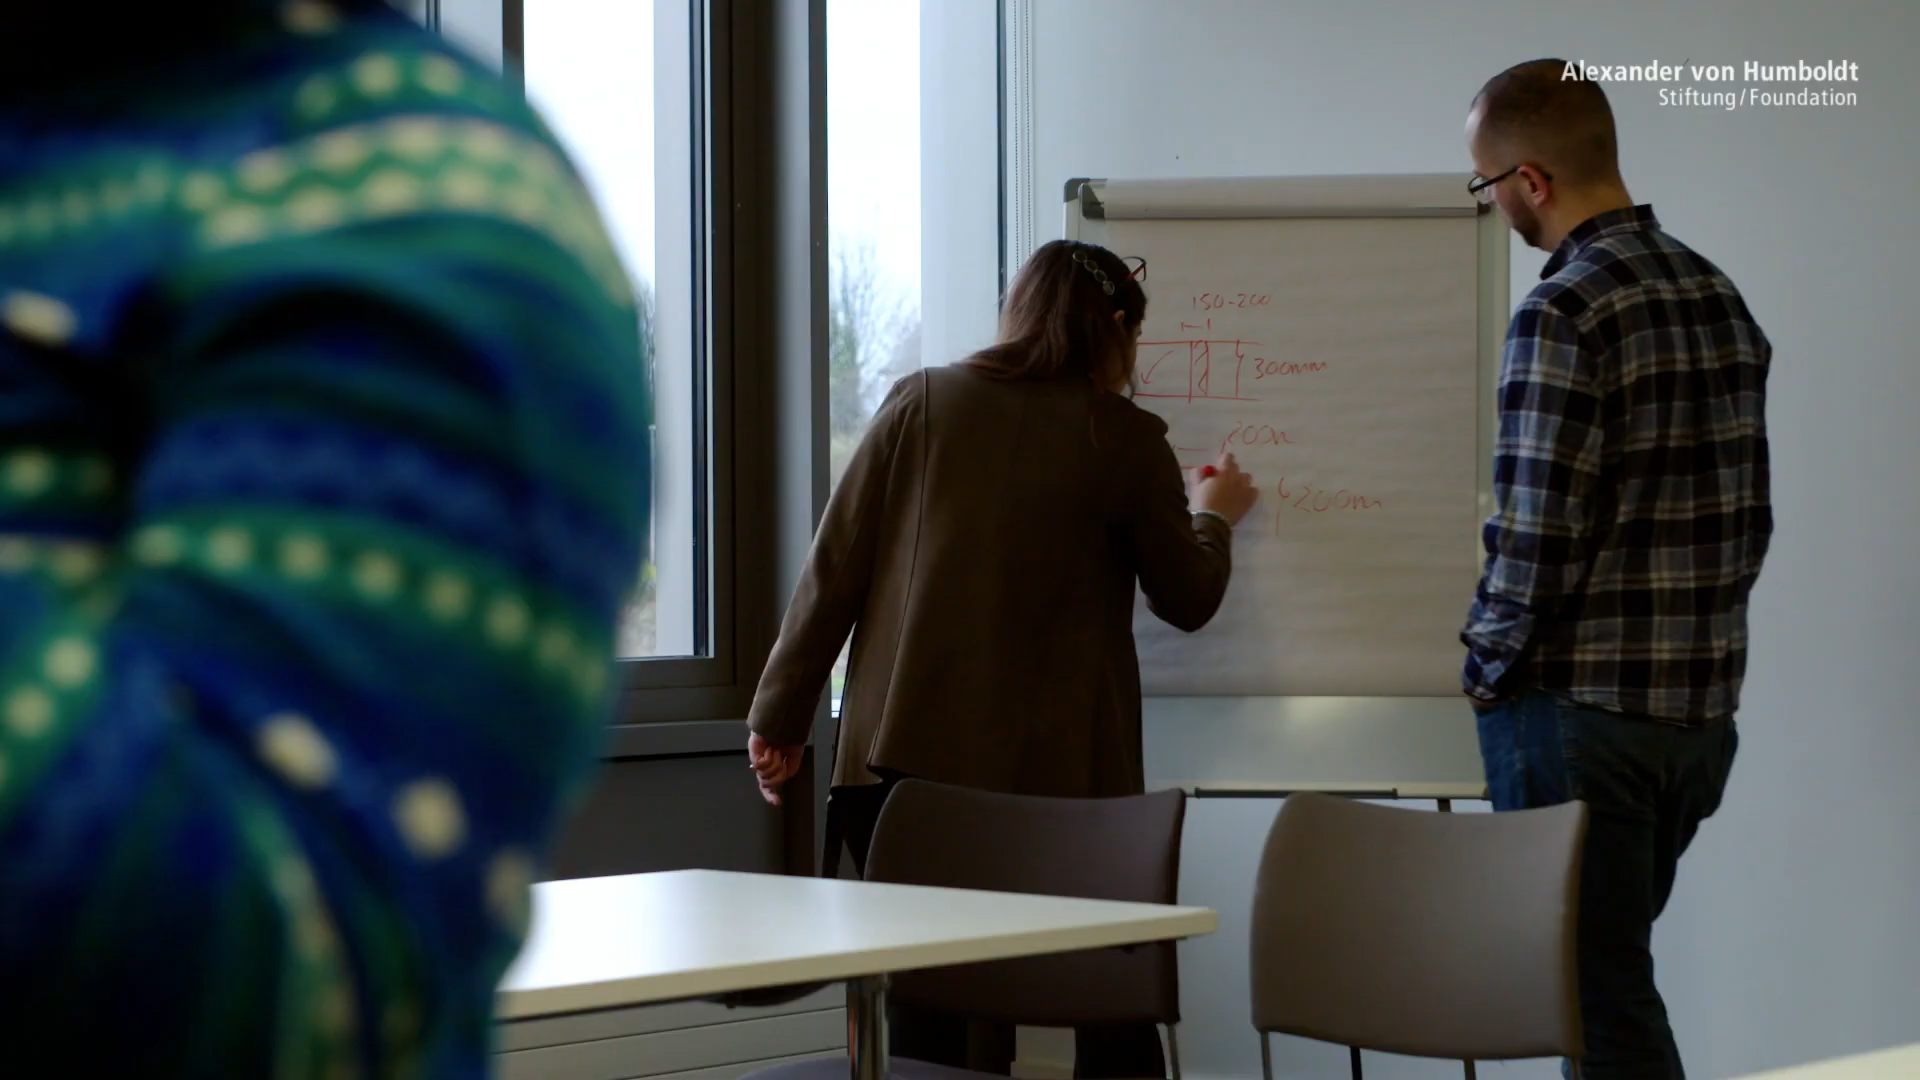 Alexander von Humboldt
Stiftung/Foundation
150-200
300mm
200m
200m